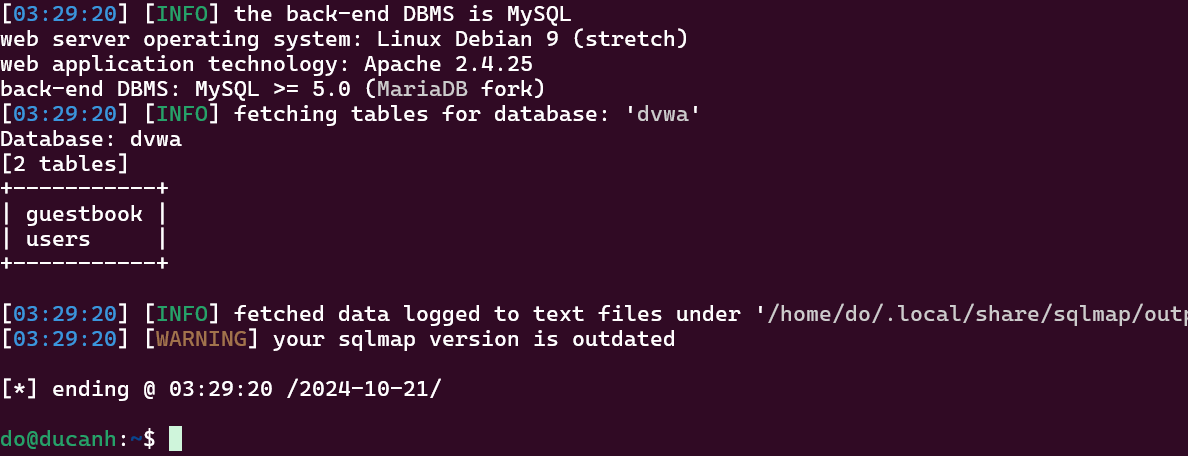 [03:29:20] [INFO] the back-end DBMS is MySQL
web server operating system: Linux Debian 9 (stretch)
web application technology: Apache 2.4.25
back-end DBMS: MySQL >= 5.0 (MariaDB fork)
[03:29:20] [INFO] fetching tables for database: 'dvwa'
Database: dvwa
[2 tables]
+-----------+
| guestbook |
| users     |
+-----------+
[03:29:20] [INFO] fetched data logged to text files under '/home/do/.local/share/sqlmap/outp
[03:29:20] [WARNING] your sqlmap version is outdated
[*] ending @ 03:29:20 /2024-10-21/
do@ducanh:~$